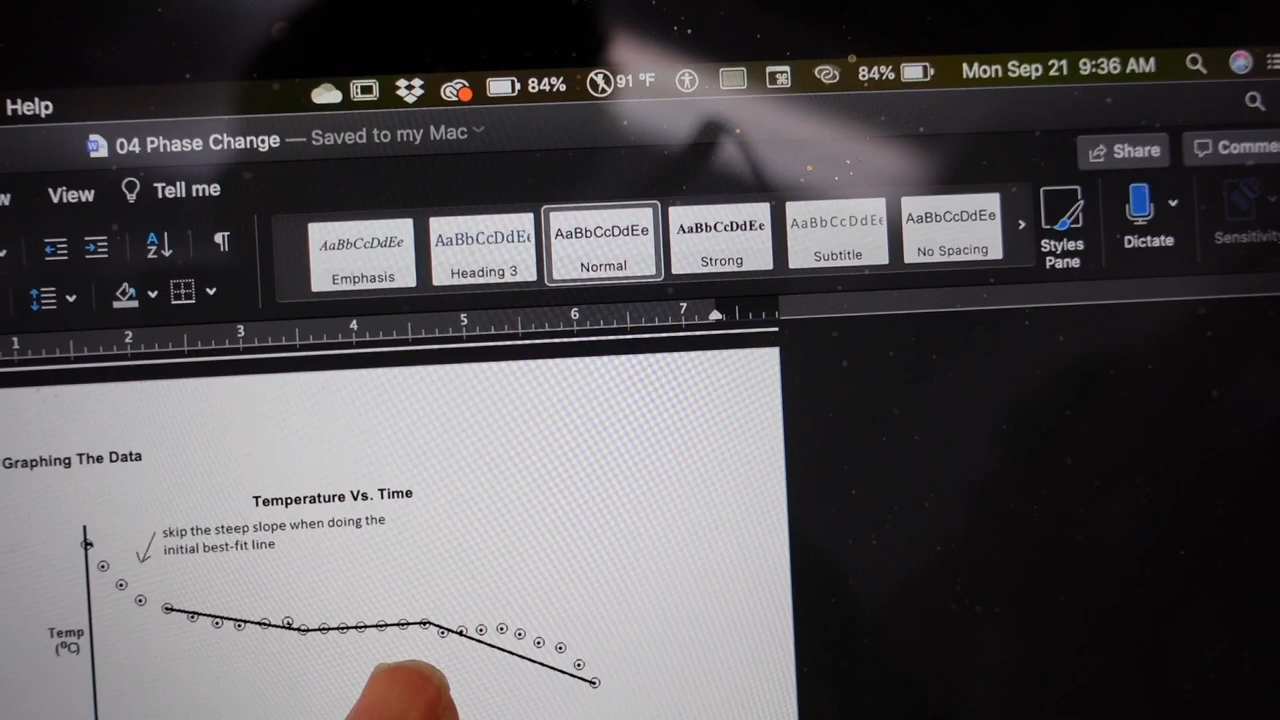 Help
84%
91 °F
84%
Mon Sep 21 9:36 AM
04 Phase Change — Saved to my Mac
Share
View
Tell me
AaBbCcDdEe
Emphasis
AaBbCcDdEe
Heading 3
AaBbCcDdEe
Normal
AaBbCcDdEe
Strong
AaBbCcDdEe
Subtitle
AaBbCcDdEe
No Spacing
Styles
Pane
Dictate
1 2 3 4 5 6 7
Graphing The Data
Temperature Vs. Time
skip the steep slope when doing the
initial best-fit line
Temp
(ºC)